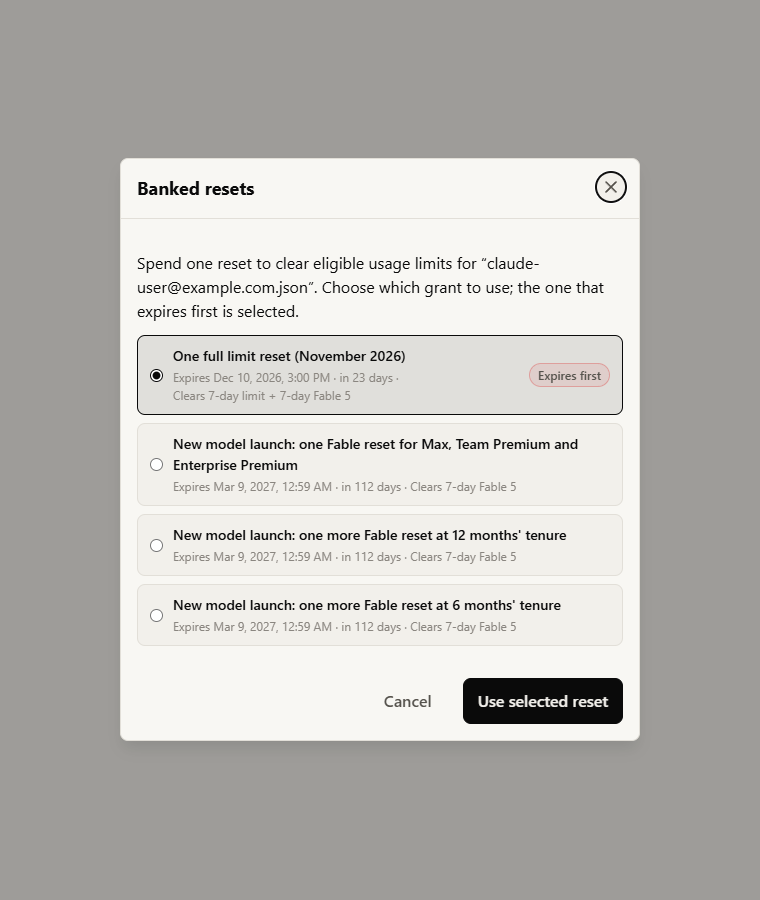 Banked resets
Spend one reset to clear eligible usage limits for “claude-
user@example.com.json”. Choose which grant to use; the one that
expires first is selected.
One full limit reset (November 2026)
Expires Dec 10, 2026, 3:00 PM · in 23 days ·
Clears 7-day limit + 7-day Fable 5
Expires first
New model launch: one Fable reset for Max, Team Premium and
Enterprise Premium
Expires Mar 9, 2027, 12:59 AM · in 112 days · Clears 7-day Fable 5
New model launch: one more Fable reset at 12 months' tenure
Expires Mar 9, 2027, 12:59 AM · in 112 days · Clears 7-day Fable 5
New model launch: one more Fable reset at 6 months' tenure
Expires Mar 9, 2027, 12:59 AM · in 112 days · Clears 7-day Fable 5
Cancel
Use selected reset